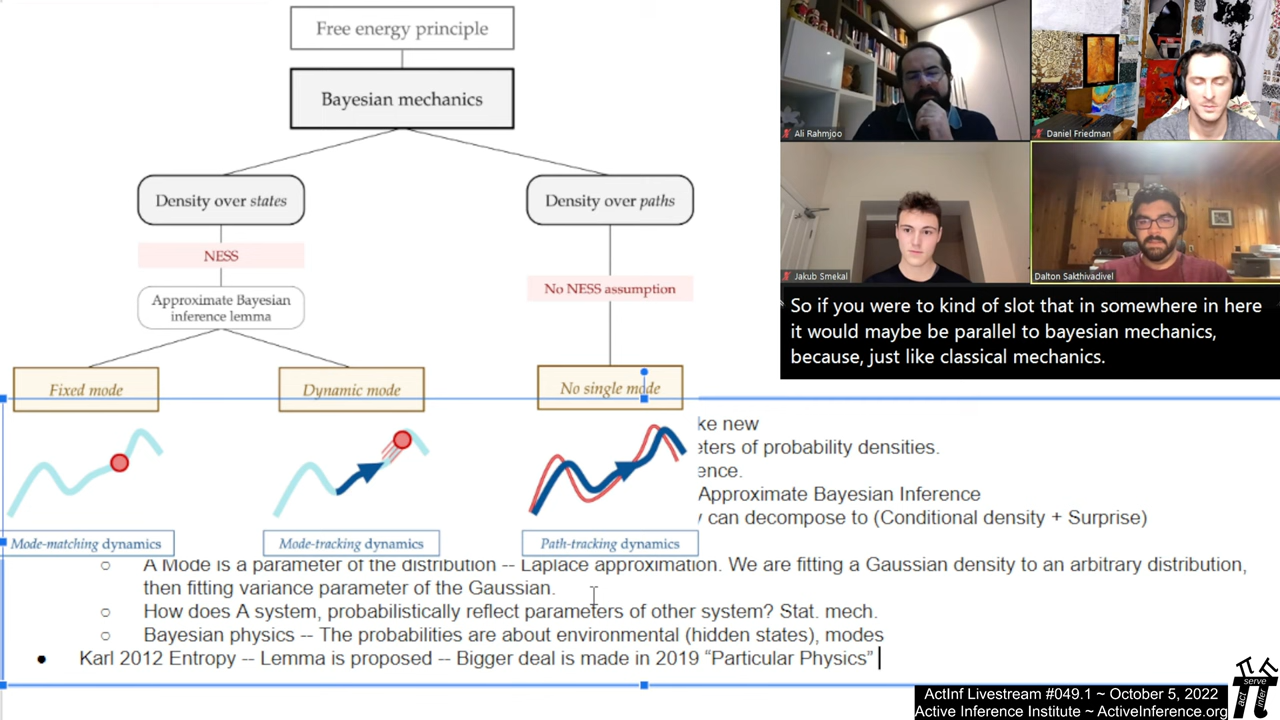 Free energy principle
Bayesian mechanics
Density over states
Density over paths
NESS
No NESS assumption
Approximate Bayesian
inference lemma
Fixed mode
Dynamic mode
No single mode
Mode-matching dynamics
Mode-tracking dynamics
Path-tracking dynamics
Ali Rahmjoo
Daniel Friedman
Jakub Smekal
Dalton Sakthivadivel
So if you were to kind of slot that in somewhere in here
it would maybe be parallel to bayesian mechanics,
because, just like classical mechanics.
ke new
eters of probability densities.
ence.
Approximate Bayesian Inference
y can decompose to (Conditional density + Surprise)
○ A Mode is a parameter of the distribution -- Laplace approximation. We are fitting a Gaussian density to an arbitrary distribution,
then fitting variance parameter of the Gaussian.
○ How does A system, probabilistically reflect parameters of other system? Stat. mech.
○ Bayesian physics -- The probabilities are about environmental (hidden states), modes
● Karl 2012 Entropy -- Lemma is proposed -- Bigger deal is made in 2019 “Particular Physics”
ActInf Livestream #049.1 ~ October 5, 2022
Active Inference Institute ~ ActiveInference.org
serve
act
infer